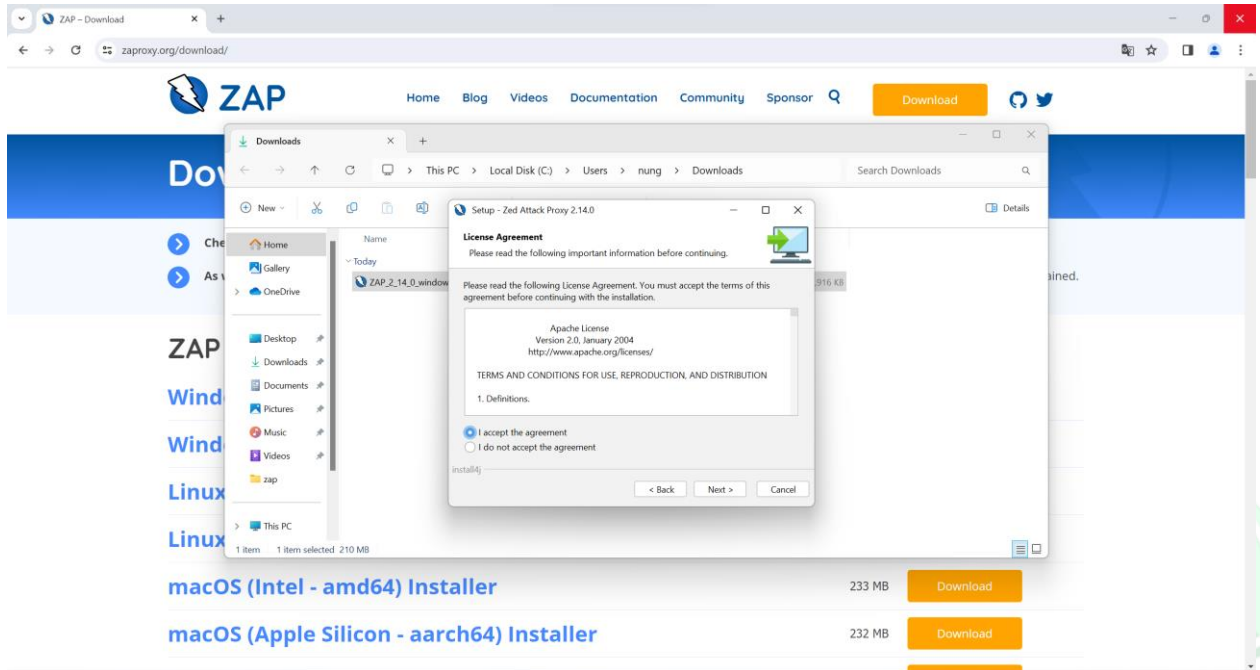 ZAP – Download
zaproxy.org/download/
ZAP
Home Blog Videos Documentation Community Sponsor Download
Downloads
This PC > Local Disk (C:) > Users > nung > Downloads Search Downloads
New Details
Home
Gallery
OneDrive
Desktop
Downloads
Documents
Pictures
Music
Videos
zap
This PC
Name
Today
ZAP_2_14_0_window
916 KB
1 item 1 item selected 210 MB
Setup - Zed Attack Proxy 2.14.0
License Agreement
Please read the following important information before continuing.
Please read the following License Agreement. You must accept the terms of this
agreement before continuing with the installation.
Apache License
Version 2.0, January 2004
http://www.apache.org/licenses/
TERMS AND CONDITIONS FOR USE, REPRODUCTION, AND DISTRIBUTION
1. Definitions.
I accept the agreement
I do not accept the agreement
install4j
< Back Next > Cancel
Dow
Che
As
ained.
ZAP
Wind
Wind
Linux
Linux
macOS (Intel - amd64) Installer 233 MB Download
macOS (Apple Silicon - aarch64) Installer 232 MB Download